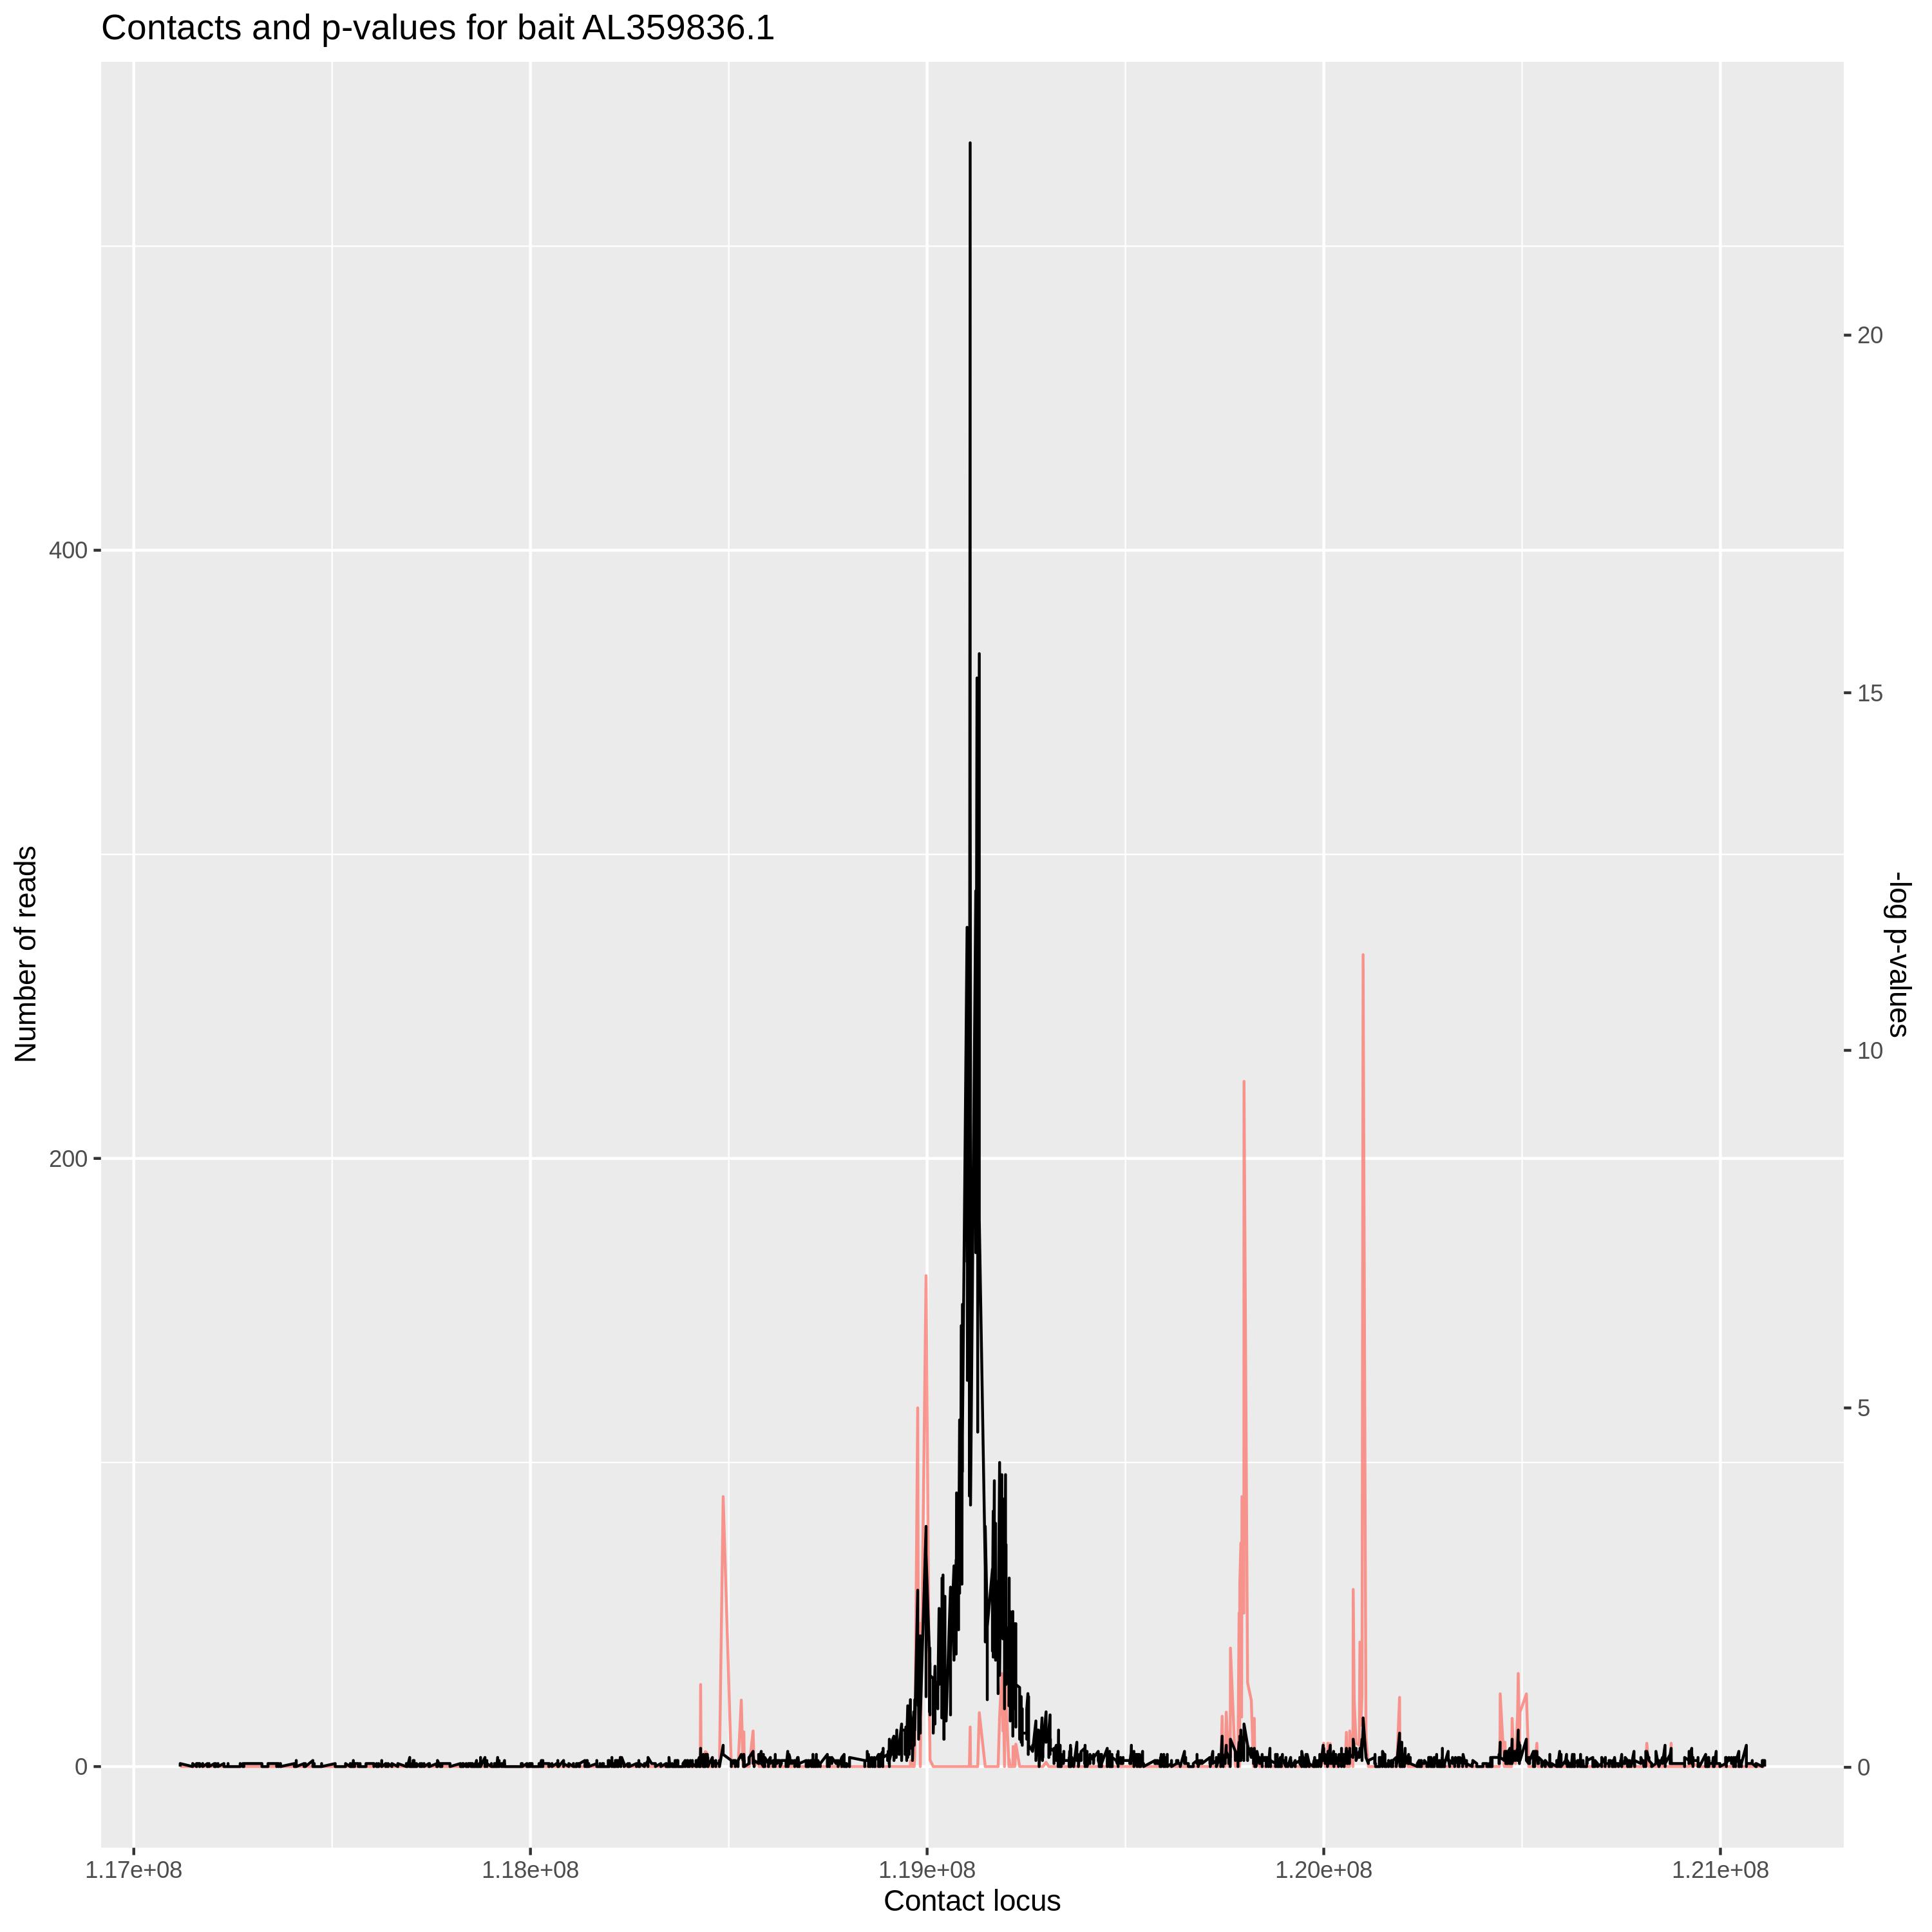 Contacts and p-values for bait AL359836.1
Number of reads
400
200
0
20
15
10
5
0
-log p-values
1.17e+08
1.18e+08
1.19e+08
1.20e+08
1.21e+08
Contact locus